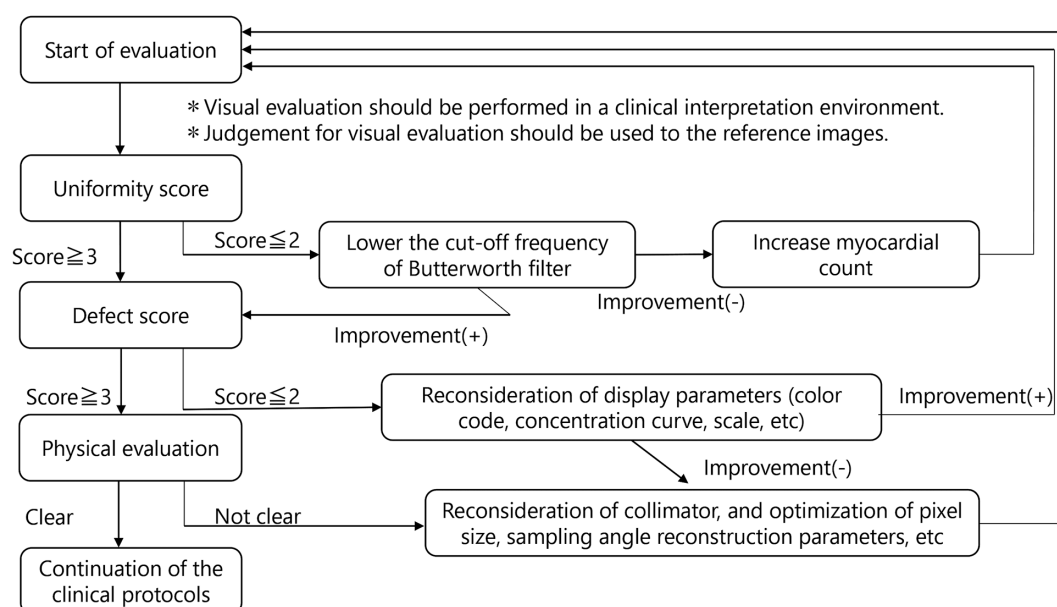 Start of evaluation
＊Visual evaluation should be performed in a clinical interpretation environment.
＊Judgement for visual evaluation should be used to the reference images.
Uniformity score
Score≦2
Lower the cut-off frequency
of Butterworth filter
Increase myocardial
count
Score≧3
Improvement(-)
Defect score
Improvement(+)
Score≧3
Score≦2
Reconsideration of display parameters (color
code, concentration curve, scale, etc)
Improvement(+)
Physical evaluation
Improvement(-)
Clear
Not clear
Reconsideration of collimator, and optimization of pixel
size, sampling angle reconstruction parameters, etc
Continuation of the
clinical protocols